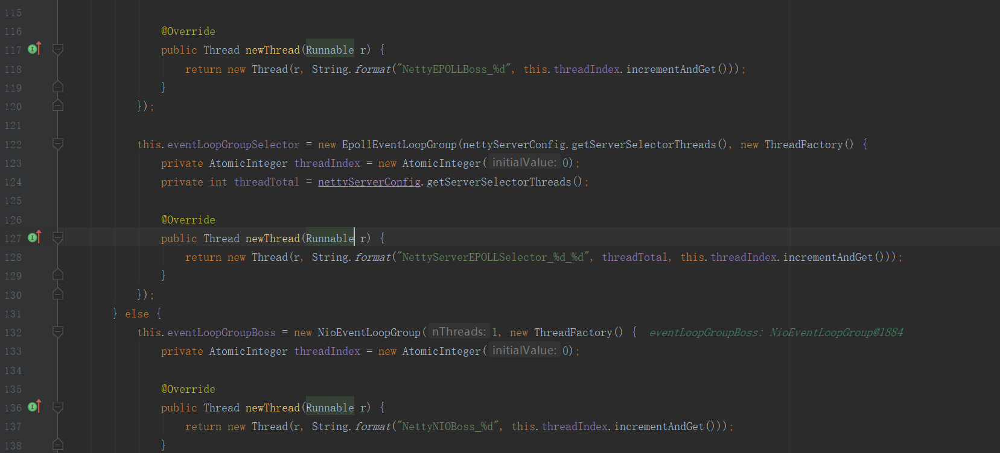 115
116 @Override
117 public Thread newThread(Runnable r) {
118 return new Thread(r, String.format("NettyEPOLLBoss_%d", this.threadIndex.incrementAndGet()));
119 }
120 });
121
122 this.eventLoopGroupSelector = new EpollEventLoopGroup(nettyServerConfig.getServerSelectorThreads(), new ThreadFactory() {
123 private AtomicInteger threadIndex = new AtomicInteger( initialValue: 0);
124 private int threadTotal = nettyServerConfig.getServerSelectorThreads();
125
126 @Override
127 public Thread newThread(Runnable r) {
128 return new Thread(r, String.format("NettyServerEPOLLSelector_%d_%d", threadTotal, this.threadIndex.incrementAndGet()));
129 }
130 });
131 } else {
132 this.eventLoopGroupBoss = new NioEventLoopGroup( nThreads: 1, new ThreadFactory() { eventLoopGroupBoss: NioEventLoopGroup@1884
133 private AtomicInteger threadIndex = new AtomicInteger( initialValue: 0);
134
135 @Override
136 public Thread newThread(Runnable r) {
137 return new Thread(r, String.format("NettyNIOBoss_%d", this.threadIndex.incrementAndGet()));
138 }